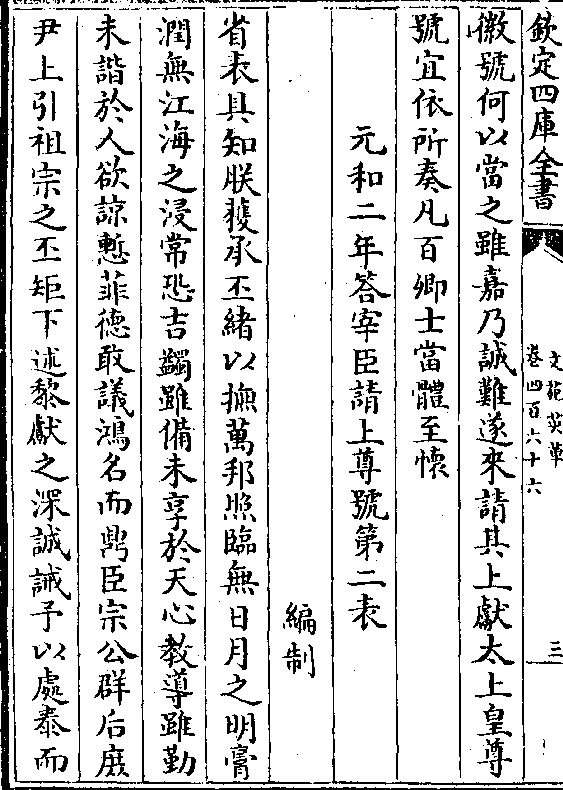 欽定四庫全書
文苑英華
卷四百六十六
三
徽號何以當之雖嘉乃誠難遂來請其上獻太上皇尊
號宜依所奏凡百卿士當體至懷
元和二年答宰臣請上尊號第二表
編制
省表具知朕獲承丕緒以撫萬邦照臨無日月之明膏
潤無江海之浸常恐吉蠲雖備未享於天心教導雖勤
未諧於人欲諒慙菲德敢議鴻名而鼎臣宗公群后庶
尹上引祖宗之丕矩下述黎獻之深誠誡予以處泰而